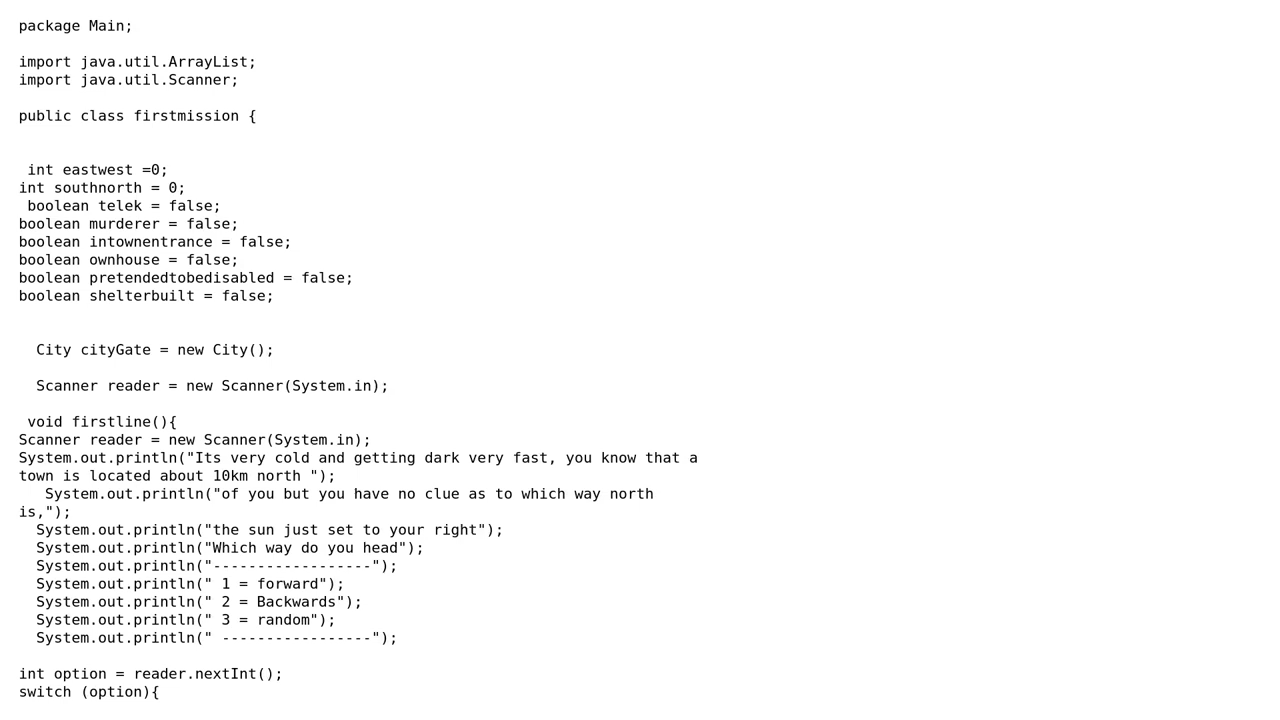 package Main;
import java.util.ArrayList;
import java.util.Scanner;
public class firstmission {
int eastwest =0;
int southnorth = 0;
boolean telek = false;
boolean murderer = false;
boolean intownentrance = false;
boolean ownhouse = false;
boolean pretendedtobedisabled = false;
boolean shelterbuilt = false;
City cityGate = new City();
Scanner reader = new Scanner(System.in);
void firstline(){
Scanner reader = new Scanner(System.in);
System.out.println("Its very cold and getting dark very fast, you know that a
town is located about 10km north ");
System.out.println("of you but you have no clue as to which way north
is,");
System.out.println("the sun just set to your right");
System.out.println("Which way do you head");
System.out.println("------------------");
System.out.println(" 1 = forward");
System.out.println(" 2 = Backwards");
System.out.println(" 3 = random");
System.out.println(" -----------------");
int option = reader.nextInt();
switch (option){